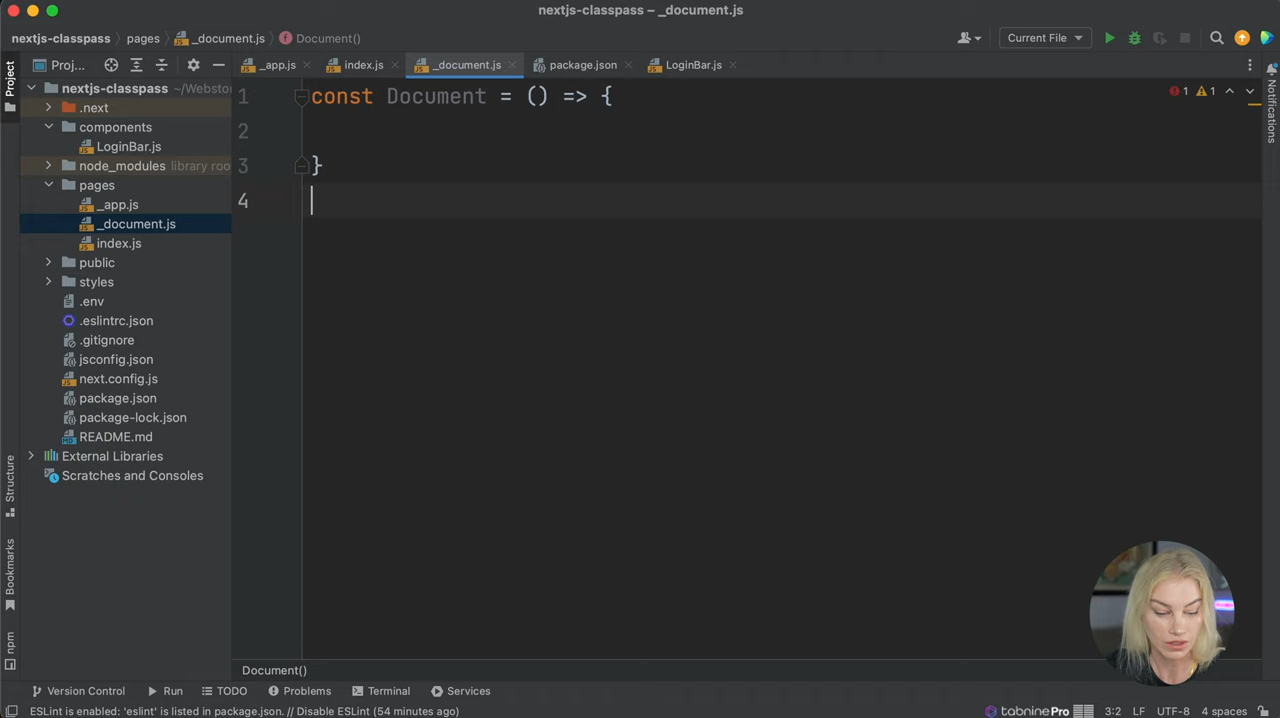 nextjs-classpass – _document.js
nextjs-classpass pages _document.js Document() Current File
Project Proj... _app.js index.js _document.js package.json LoginBar.js
nextjs-classpass ~/Websto
.next
components
LoginBar.js
node_modules library roo
pages
_app.js
_document.js
index.js
public
styles
.env
.eslintrc.json
.gitignore
jsconfig.json
next.config.js
package.json
package-lock.json
README.md
External Libraries
Scratches and Consoles
1 const Document = () => {
2
3 }
4
1 1
Notifications
Structure
Bookmarks
npm
Document()
Version Control Run TODO Problems Terminal Services
ESLint is enabled: 'eslint' is listed in package.json. // Disable ESLint (54 minutes ago) tabnine Pro 3:2 LF UTF-8 4 spaces